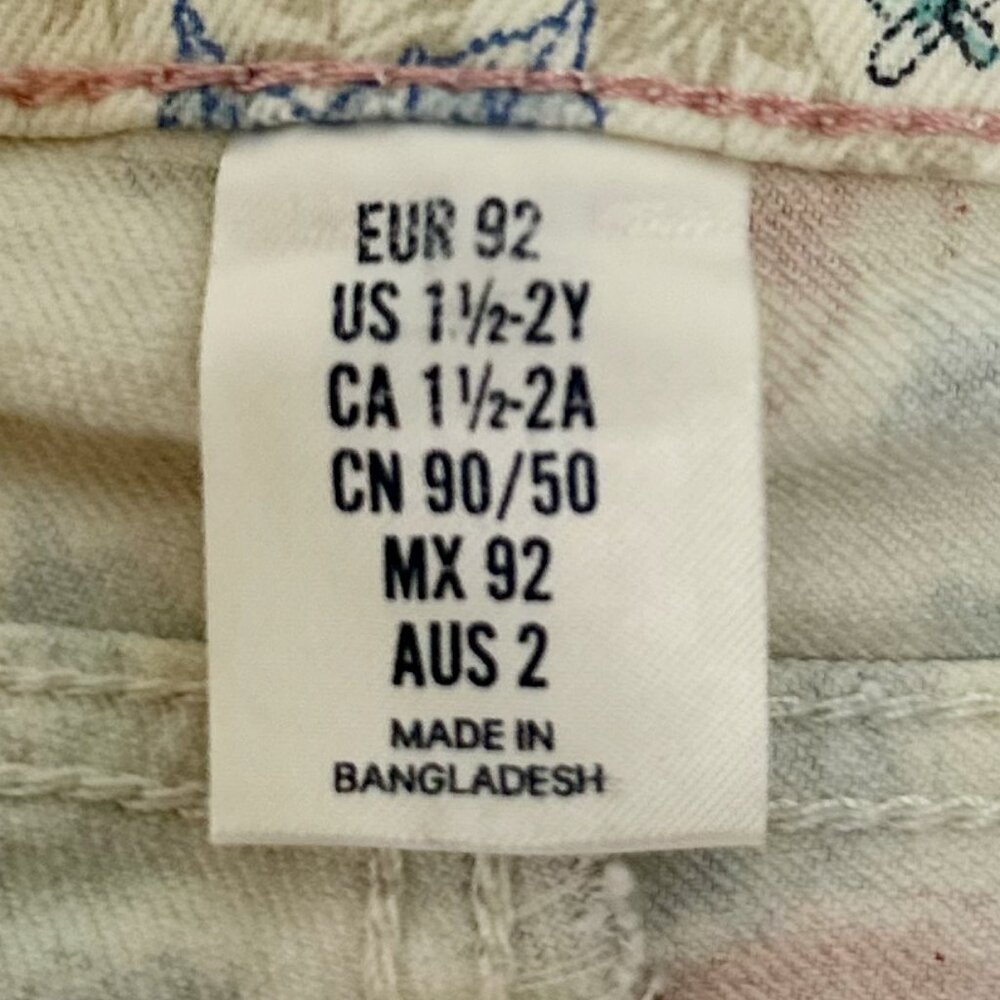 EUR 92
US 1½-2Y
CA 1½-2A
CN 90/50
MX 92
AUS 2
MADE IN
BANGLADESH